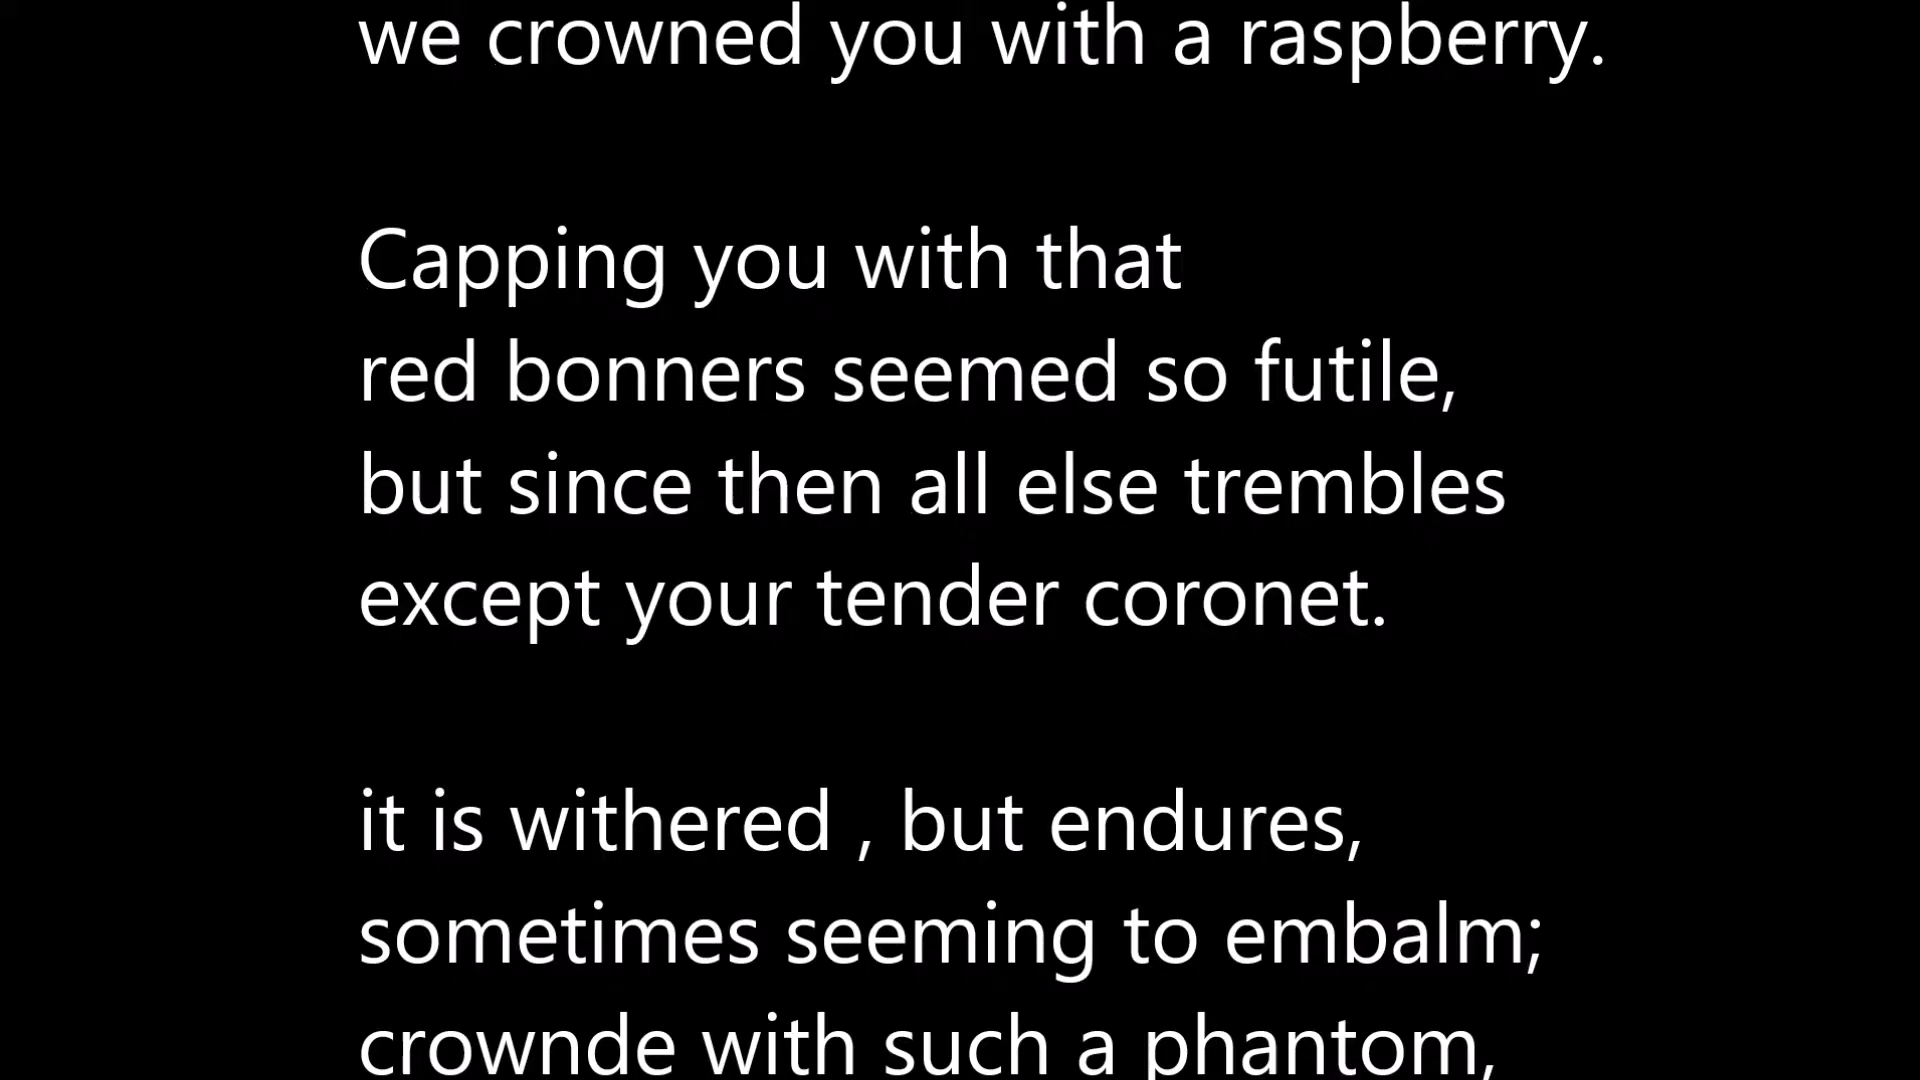 we crowned you with a raspberry.
Capping you with that
red bonners seemed so futile,
but since then all else trembles
except your tender coronet.
it is withered , but endures,
sometimes seeming to embalm;
crownde with such a phantom,